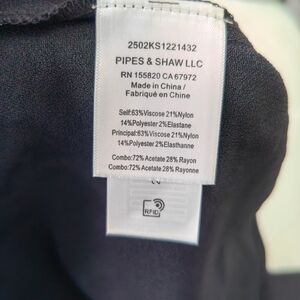 2502KS1221432
PIPES & SHAW LLC
RN 155820 CA 67972
Made in China /
Fabriqué en Chine
Self:63%Viscose 21%Nylon
14%Polyester 2%Elastane
Principal:63%Viscose 21%Nylon
14%Polyester 2%Elasthanne
Combo:72% Acetate 28% Rayon
Combo:72% Acetate 28% Rayonne
RFID